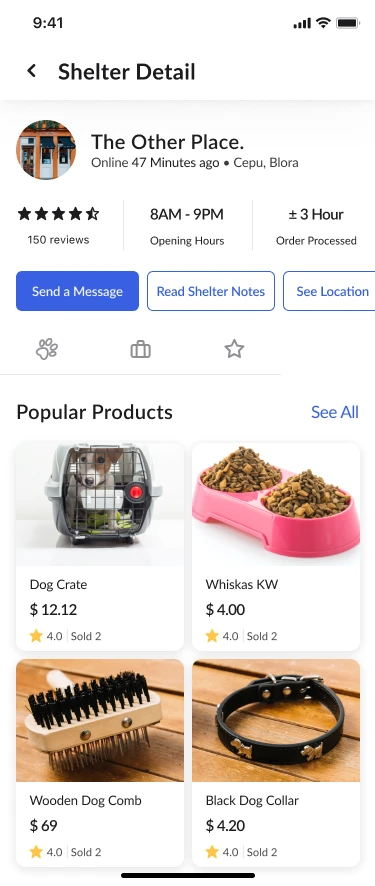 9:41
Shelter Detail
The Other Place.
Online 47 Minutes ago • Cepu, Blora
8AM - 9PM
± 3 Hour
150 reviews
Opening Hours
Order Processed
Send a Message
Read Shelter Notes
See Location
Popular Products
See All
Dog Crate
$ 12.12
4.0 Sold 2
Whiskas KW
$ 4.00
4.0 Sold 2
Wooden Dog Comb
$ 69
4.0 Sold 2
Black Dog Collar
$ 4.20
4.0 Sold 2